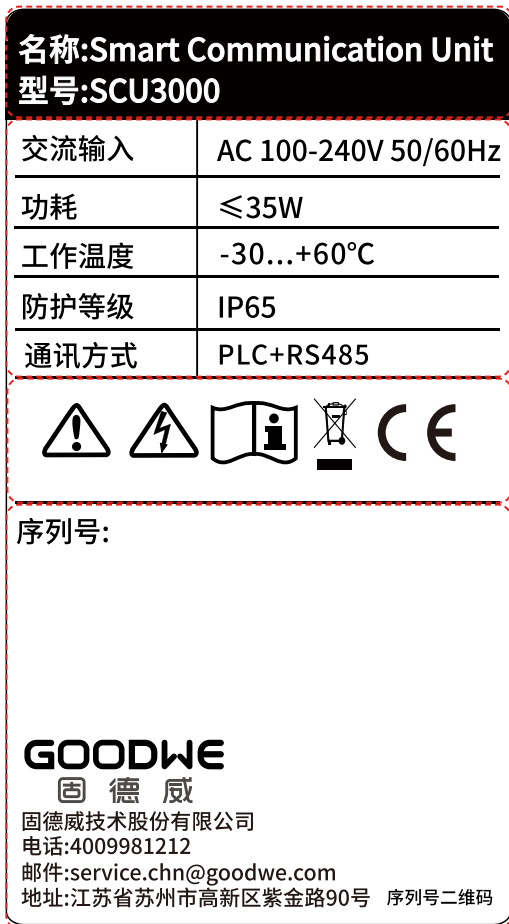 名称:Smart Communication Unit
型号:SCU3000
交流输入 AC 100-240V 50/60Hz
功耗 ≤35W
工作温度 -30...+60℃
防护等级 IP65
通讯方式 PLC+RS485
CE
序列号:
GOODWE
固德威
固德威技术股份有限公司
电话:4009981212
邮件:service.chn@goodwe.com
地址:江苏省苏州市高新区紫金路90号 序列号二维码